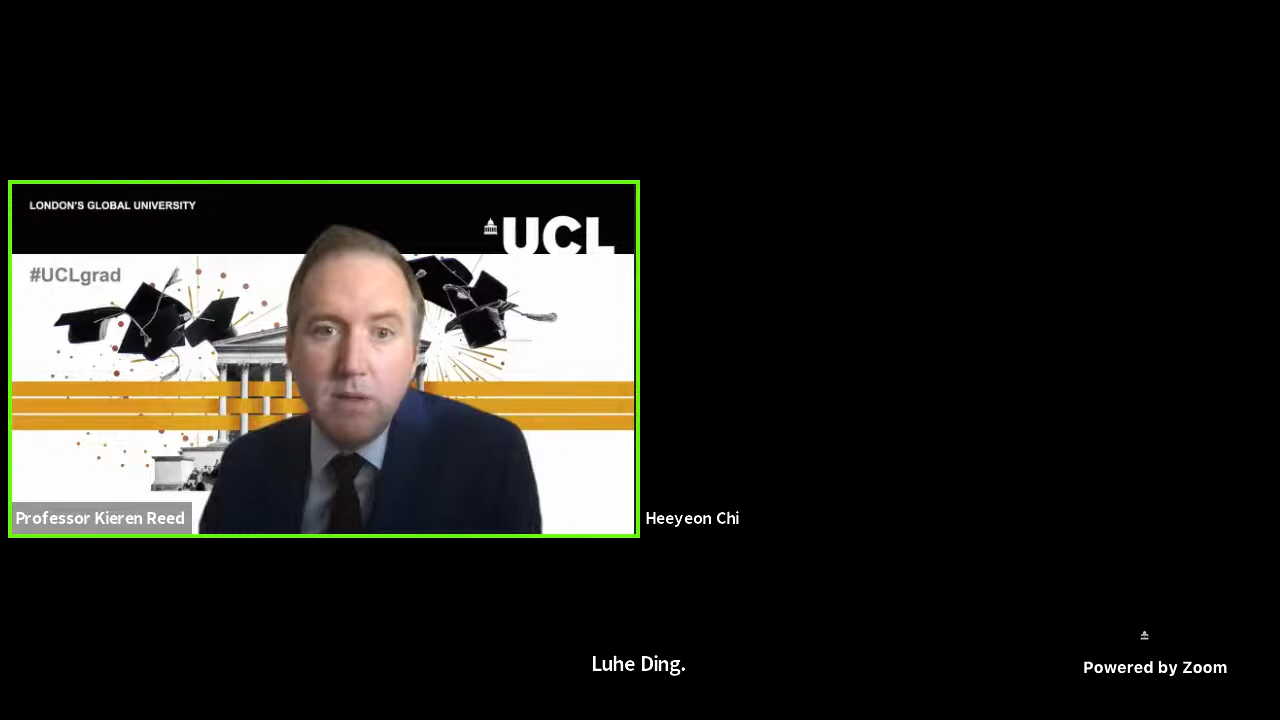 LONDON'S GLOBAL UNIVERSITY
UCL
#UCLgrad
Professor Kieren Reed
Heeyeon Chi
Luhe Ding.
Powered by Zoom